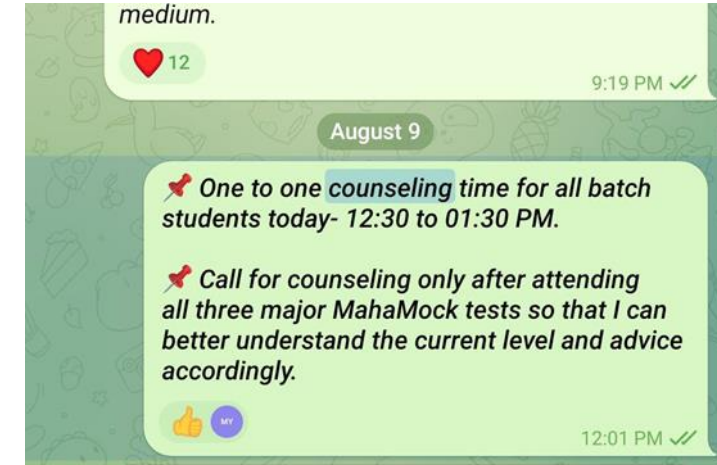 medium.
❤️ 12
9:19 PM
August 9
📌 One to one counseling time for all batch
students today- 12:30 to 01:30 PM.
📌 Call for counseling only after attending
all three major MahaMock tests so that I can
better understand the current level and advice
accordingly.
👍 MY
12:01 PM